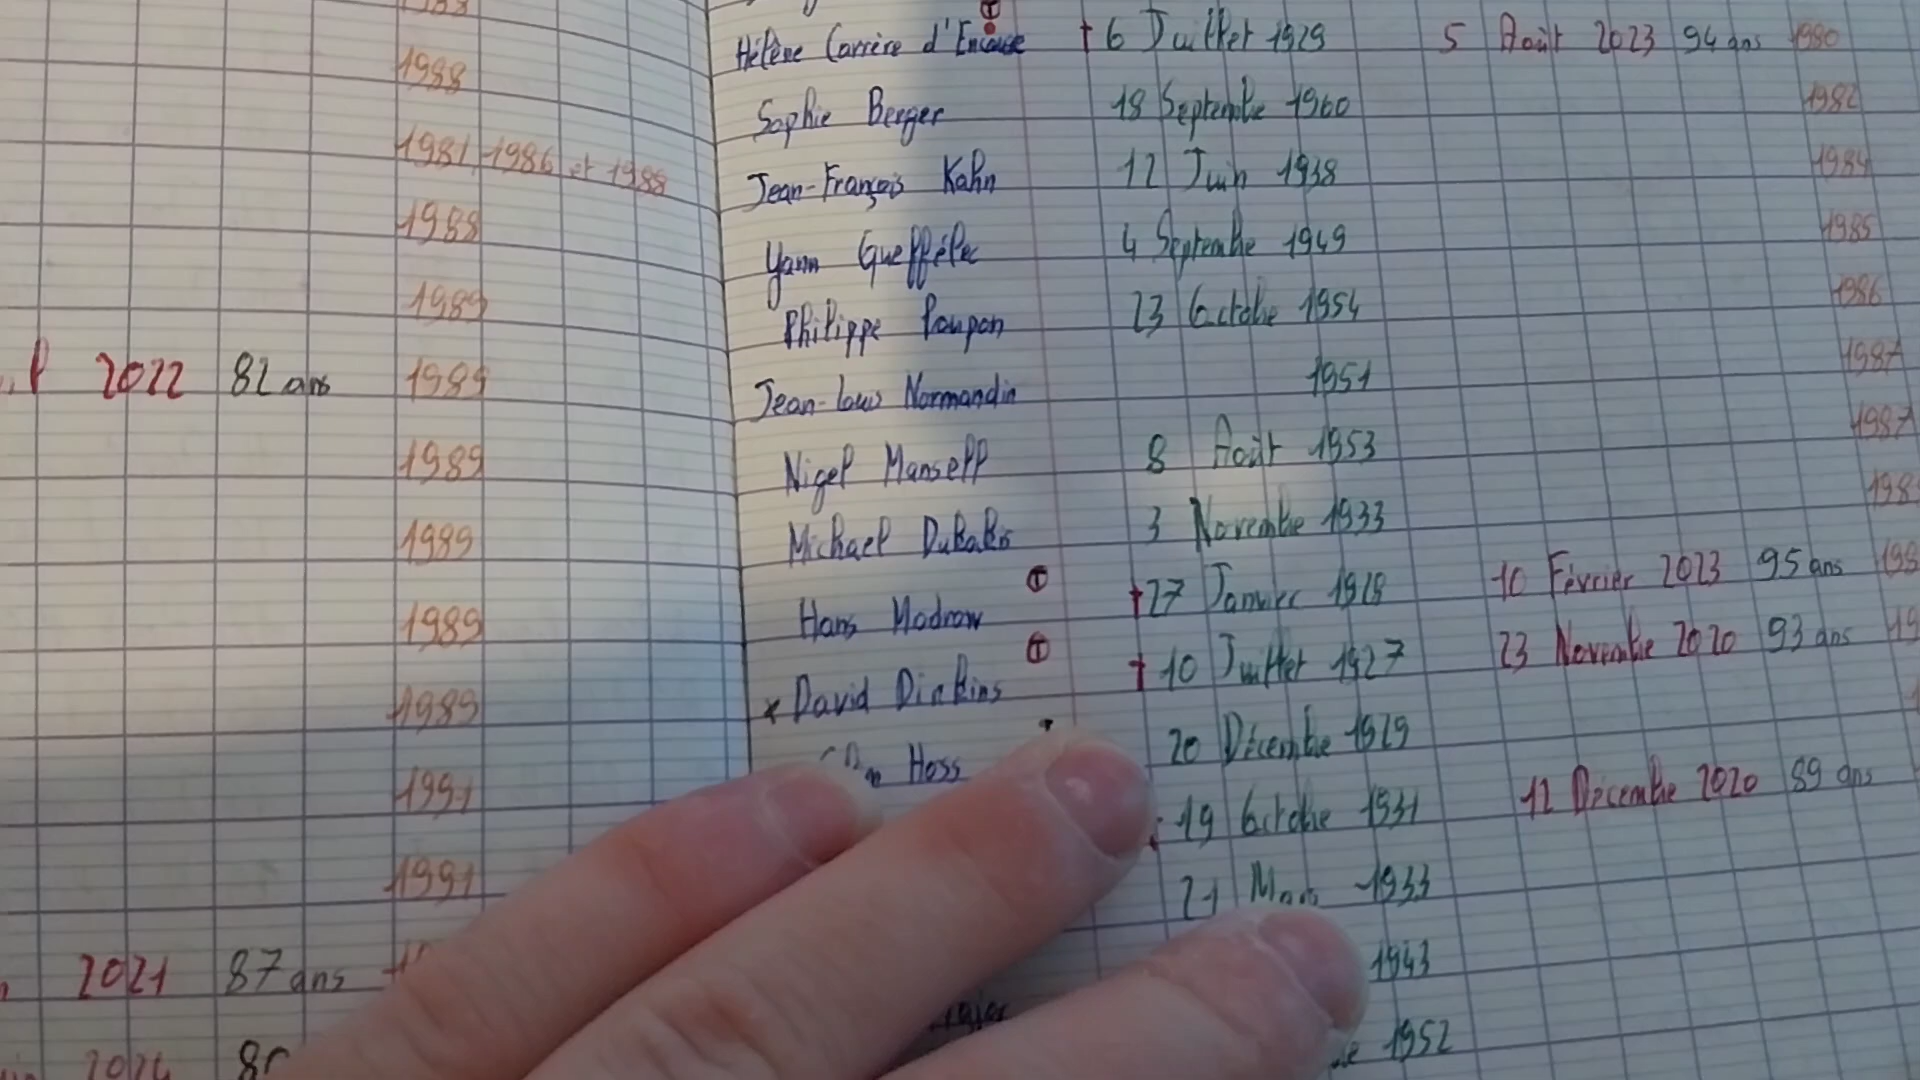 1988
1981, 1986 et 1988
1988
1989
2022 82 ans 1989
1989
1989
1989
1989
1991
1991
2021 87 ans
Hélène Carrère d'Encausse † 6 Juillet 1929 5 Août 2023 94 ans 1980
Sophie Berger 18 Septembre 1960 1982
Jean-François Kahn 12 Juin 1938 1984
Yann Queffélec 4 Septembre 1949 1985
Philippe Poupon 23 Octobre 1954 1986
Jean-Louis Normandin 1951 1987
Nigel Mansell 8 Août 1953 1987
Michael Dukakis 3 Novembre 1933 198
Hans Modrow † 27 Janvier 1928 10 Février 2023 95 ans 198
x David Dinkins † 10 Juillet 1927 23 Novembre 2020 93 ans 19
Hoss 20 Décembre 1929
19 Octobre 1931 12 Décembre 2020 89 ans
21 Mars 1933
1943
1952